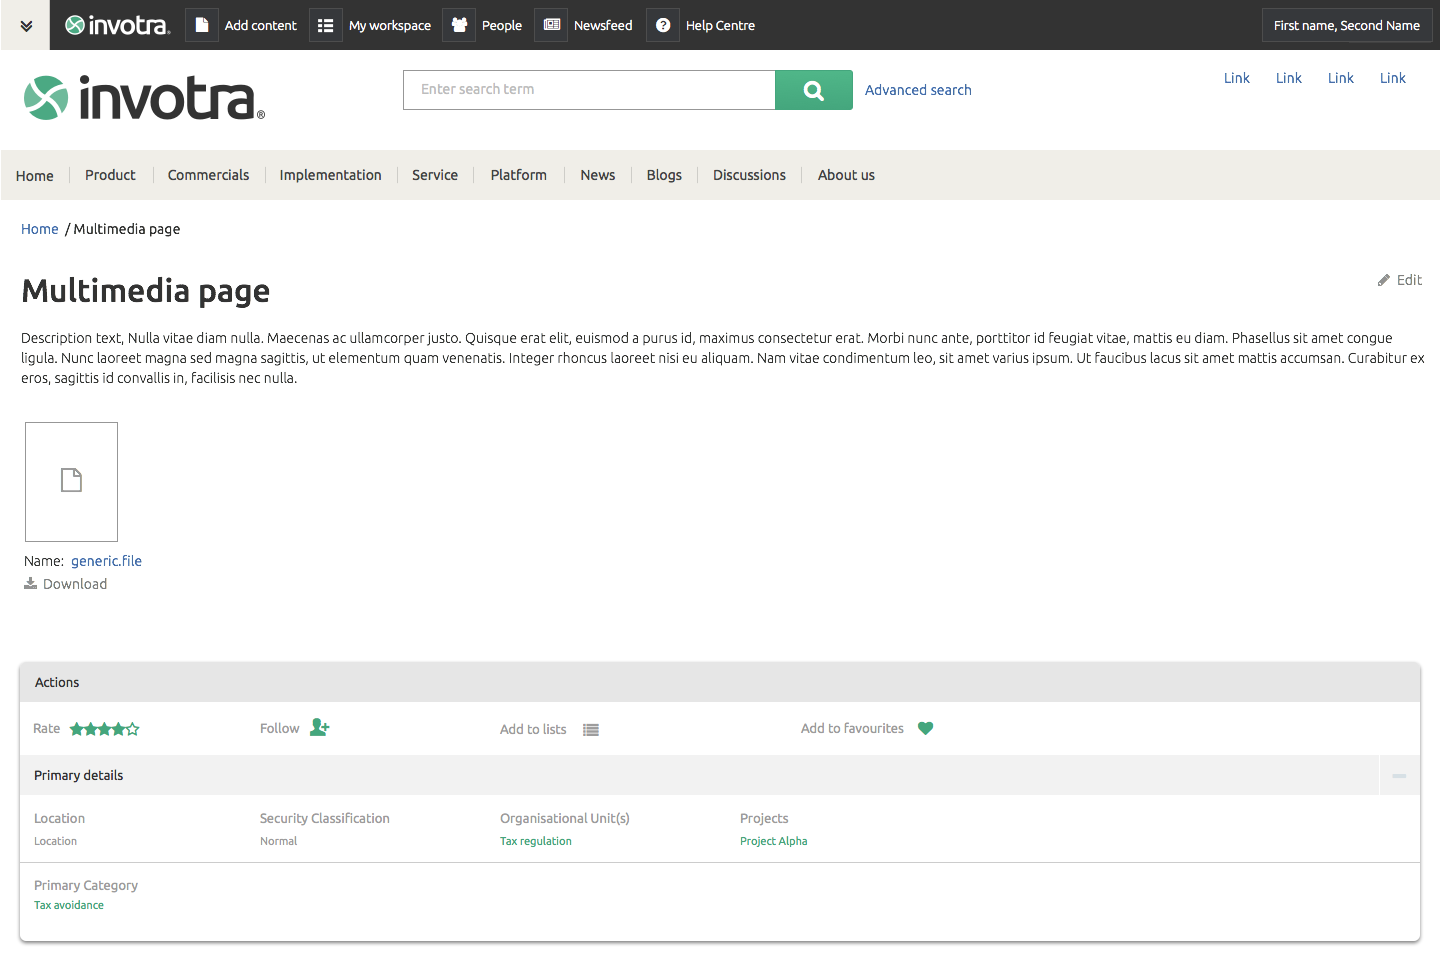 invotra.
Add content
My workspace
People
Newsfeed
Help Centre
First name, Second Name
invotra.®
Enter search term
Advanced search
Link
Link
Link
Link
Home
Product
Commercials
Implementation
Service
Platform
News
Blogs
Discussions
About us
Home / Multimedia page
Multimedia page
Edit
Description text, Nulla vitae diam nulla. Maecenas ac ullamcorper justo. Quisque erat elit, euismod a purus id, maximus consectetur erat. Morbi nunc ante, porttitor id feugiat vitae, mattis eu diam. Phasellus sit amet congue
ligula. Nunc laoreet magna sed magna sagittis, ut elementum quam venenatis. Integer rhoncus laoreet nisi eu aliquam. Nam vitae condimentum leo, sit amet varius ipsum. Ut faucibus lacus sit amet mattis accumsan. Curabitur ex
eros, sagittis id convallis in, facilisis nec nulla.
Name: generic.file
Download
Actions
Rate
Follow
Add to lists
Add to favourites
Primary details
Location
Security Classification
Organisational Unit(s)
Projects
Location
Normal
Tax regulation
Project Alpha
Primary Category
Tax avoidance